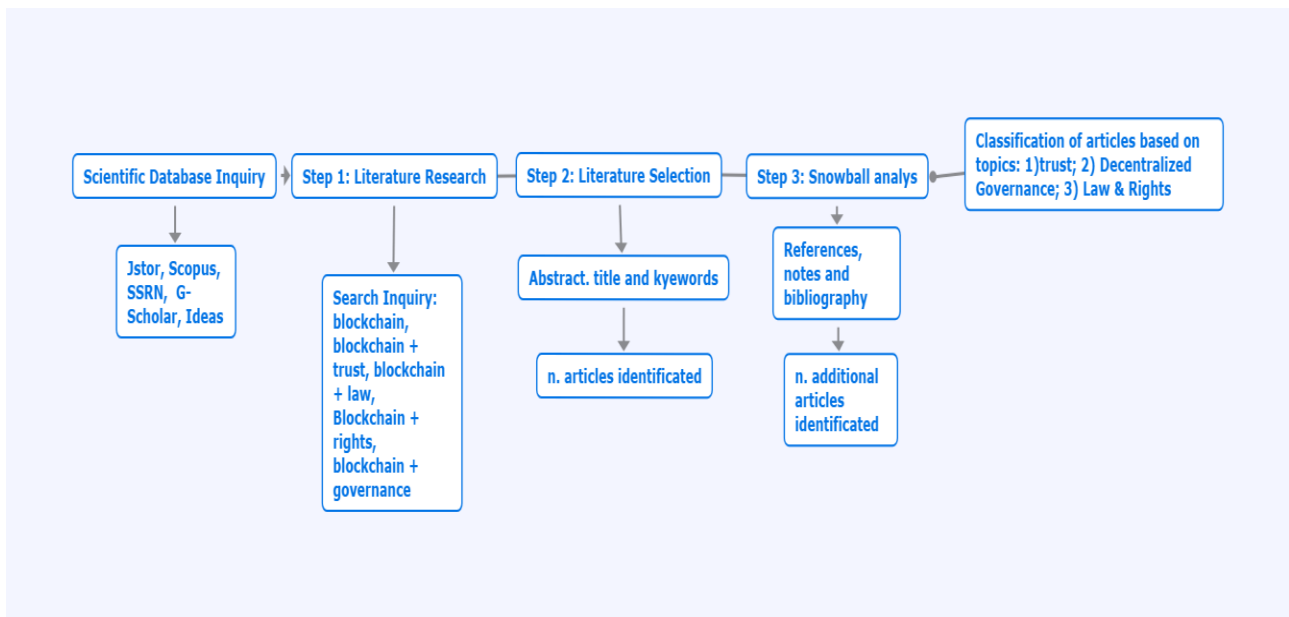 Scientific Database Inquiry
Jstor, Scopus,
SSRN, G-
Scholar, Ideas
Step 1: Literature Research
Search Inquiry:
blockchain,
blockchain +
trust, blockchain
+ law,
Blockchain +
rights,
blockchain +
governance
Step 2: Literature Selection
Abstract. title and kyewords
n. articles identificated
Step 3: Snowball analys
References,
notes and
bibliography
n. additional
articles
identificated
Classification of articles based on
topics: 1)trust; 2) Decentralized
Governance; 3) Law & Rights